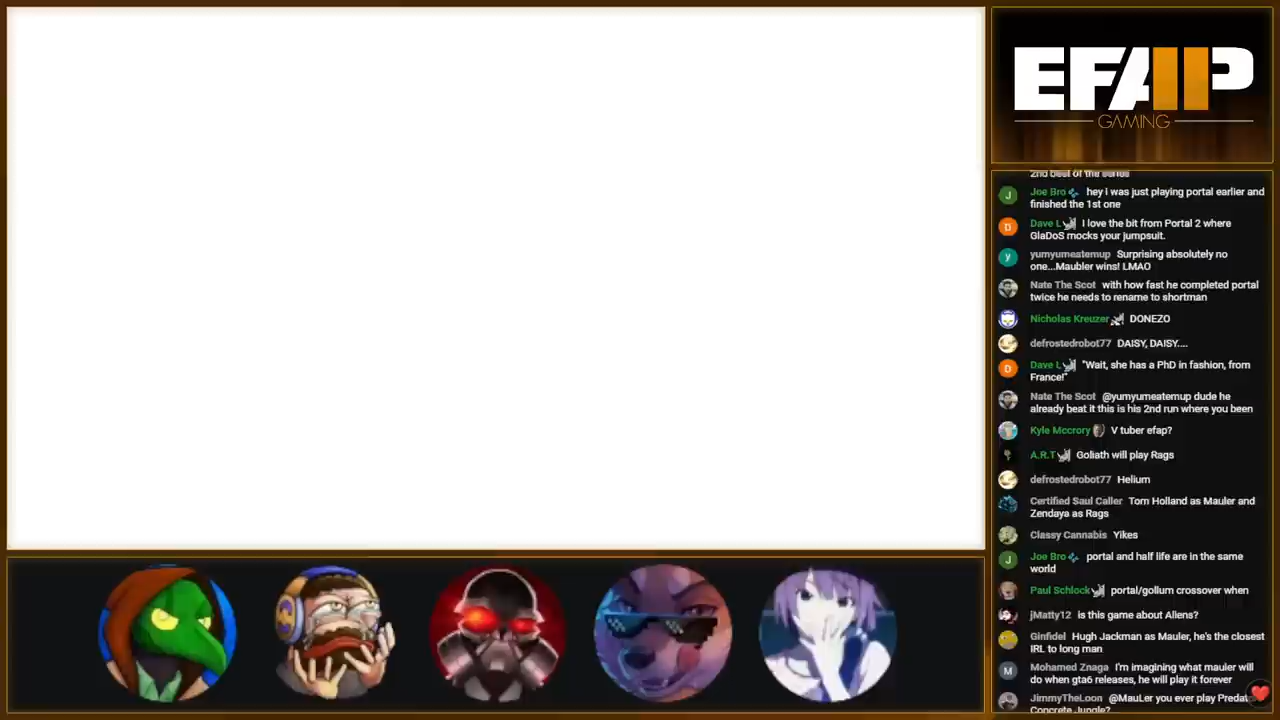 EFAP
GAMING
2nd best of the series
Joe Bro hey i was just playing portal earlier and
finished the 1st one
Dave L I love the bit from Portal 2 where
GlaDoS mocks your jumpsuit.
yumyumeatemup Surprising absolutely no
one...Maubler wins! LMAO
Nate The Scot with how fast he completed portal
twice he needs to rename to shortman
Nicholas Kreuzer DONEZO
defrostedrobot77 DAISY, DAISY....
Dave L "Wait, she has a PhD in fashion, from
France!"
Nate The Scot @yumyumeatemup dude he
already beat it this is his 2nd run where you been
Kyle Mccrory V tuber efap?
A.R.T Goliath will play Rags
defrostedrobot77 Helium
Certified Saul Caller Tom Holland as Mauler and
Zendaya as Rags
Classy Cannabis Yikes
Joe Bro portal and half life are in the same
world
Paul Schlock portal/gollum crossover when
jMatty12 is this game about Aliens?
Ginfidel Hugh Jackman as Mauler, he's the closest
IRL to long man
Mohamed Znaga I'm imagining what mauler will
do when gta6 releases, he will play it forever
JimmyTheLoon @MauLer you ever play Predat
Concrete Jungle?